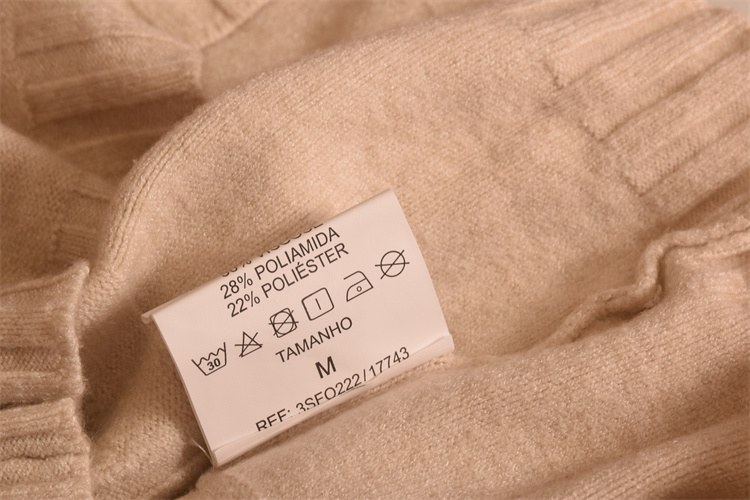 28% POLIAMIDA
22% POLIÉSTER
30
TAMANHO
M
REF: 3SFO222/17743